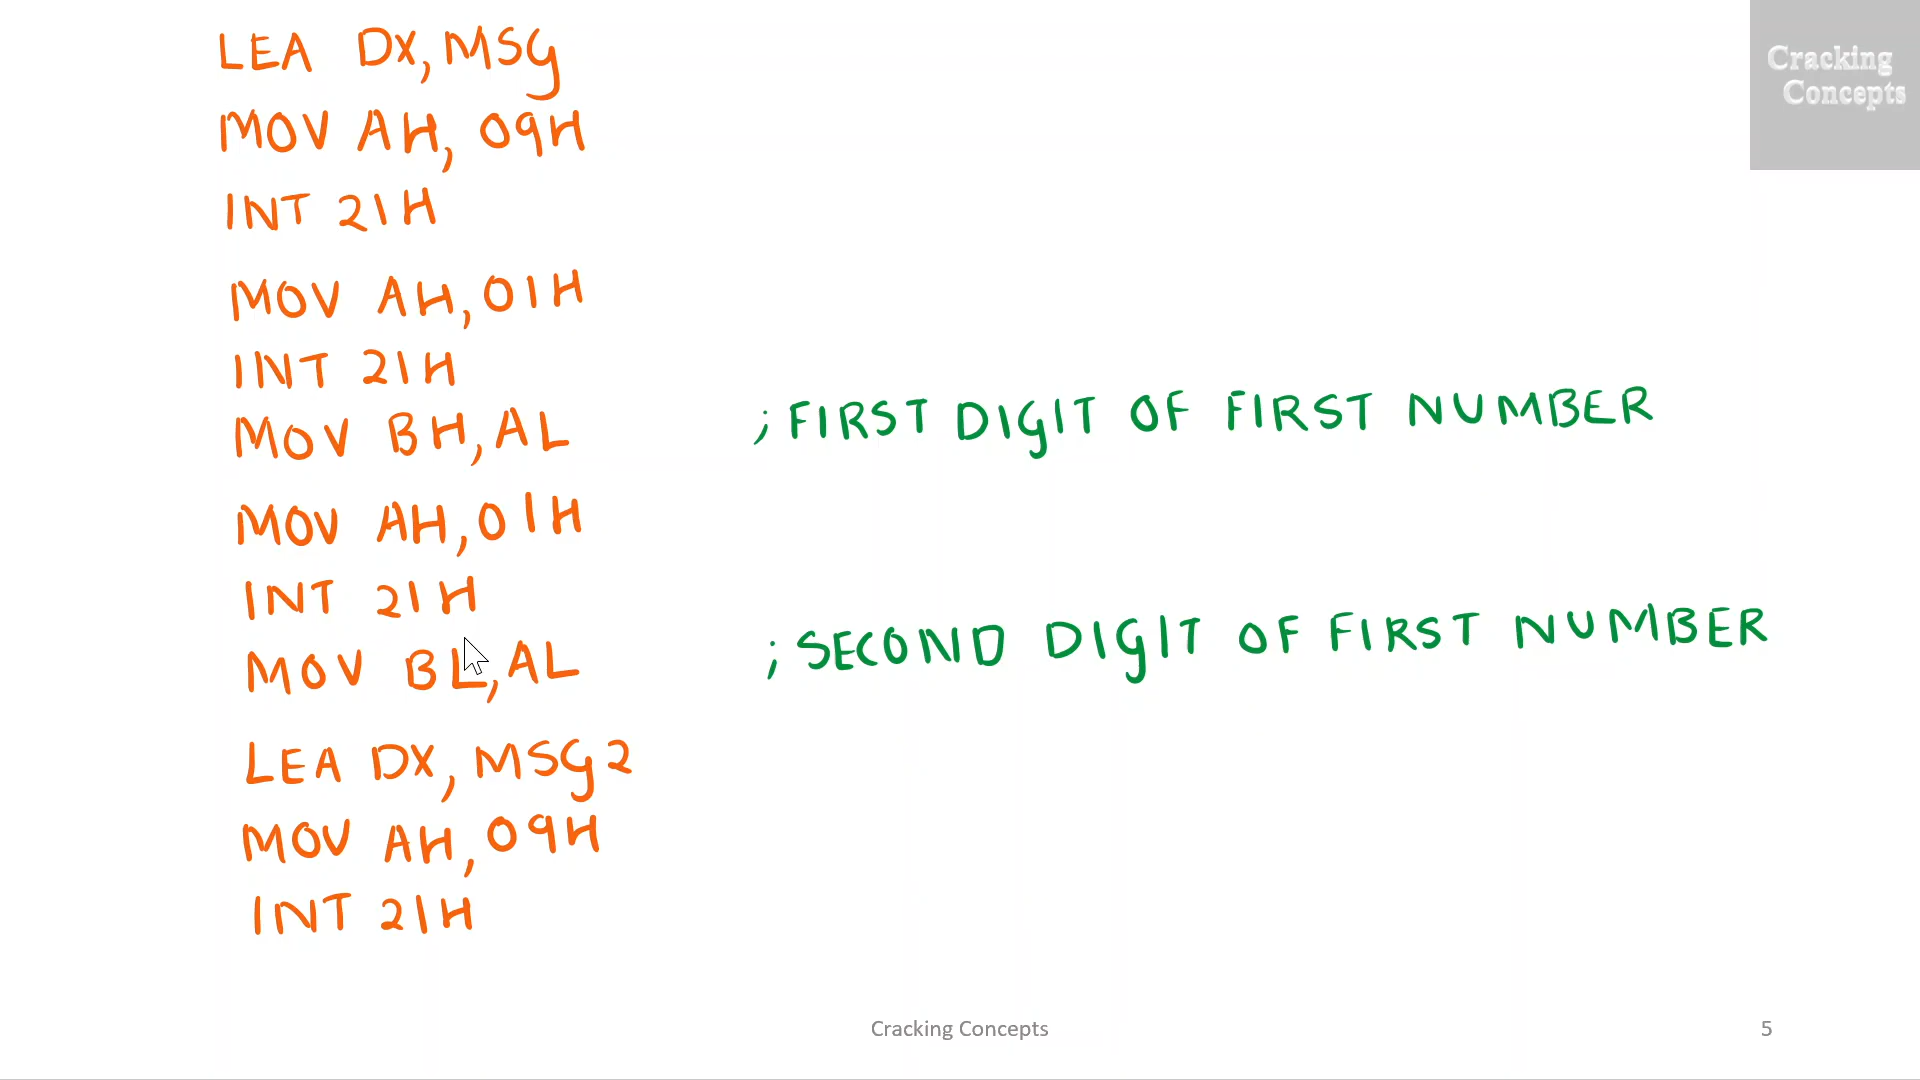 LEA DX, MSG
MOV AH, 09H
INT 21H
MOV AH, 01H
INT 21H
MOV BH, AL ; FIRST DIGIT OF FIRST NUMBER
MOV AH, 01H
INT 21H
MOV BL, AL ; SECOND DIGIT OF FIRST NUMBER
LEA DX, MSG2
MOV AH, 09H
INT 21H
Cracking
Concepts
Cracking Concepts
5